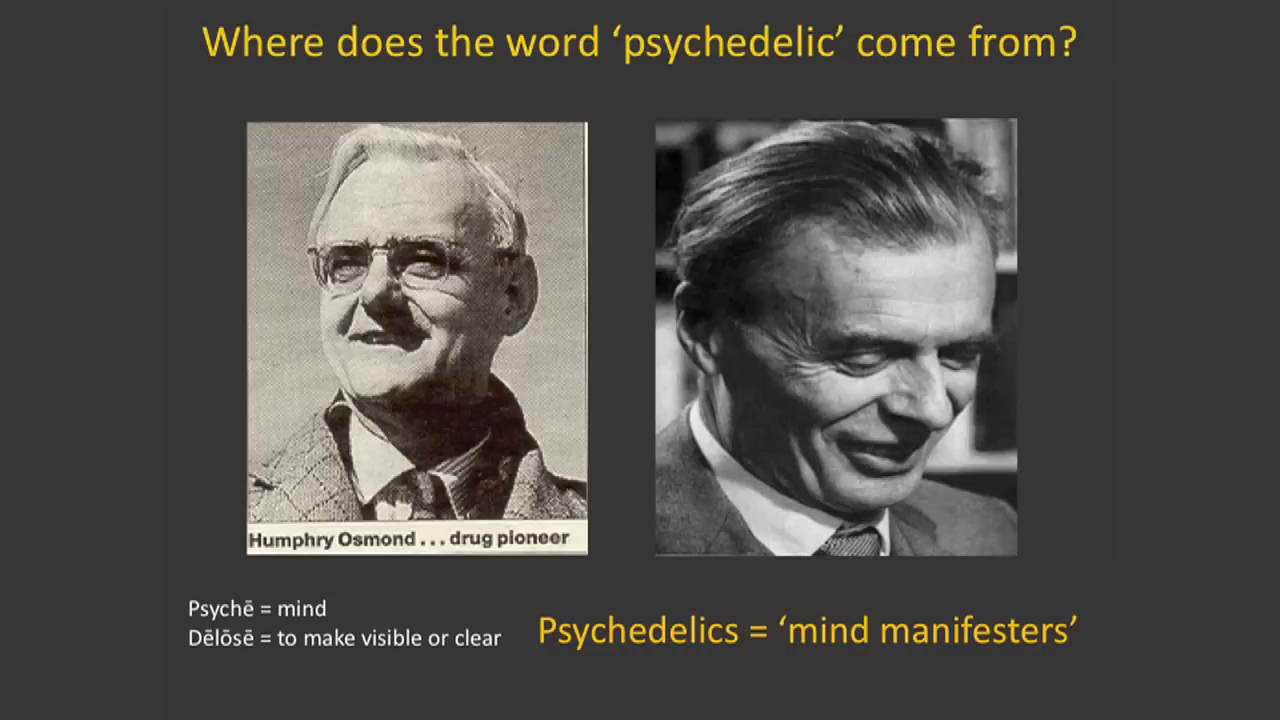 Where does the word ‘psychedelic’ come from?
Humphry Osmond . . . drug pioneer
Psychē = mind
Dēlōsē = to make visible or clear
Psychedelics = ‘mind manifesters’